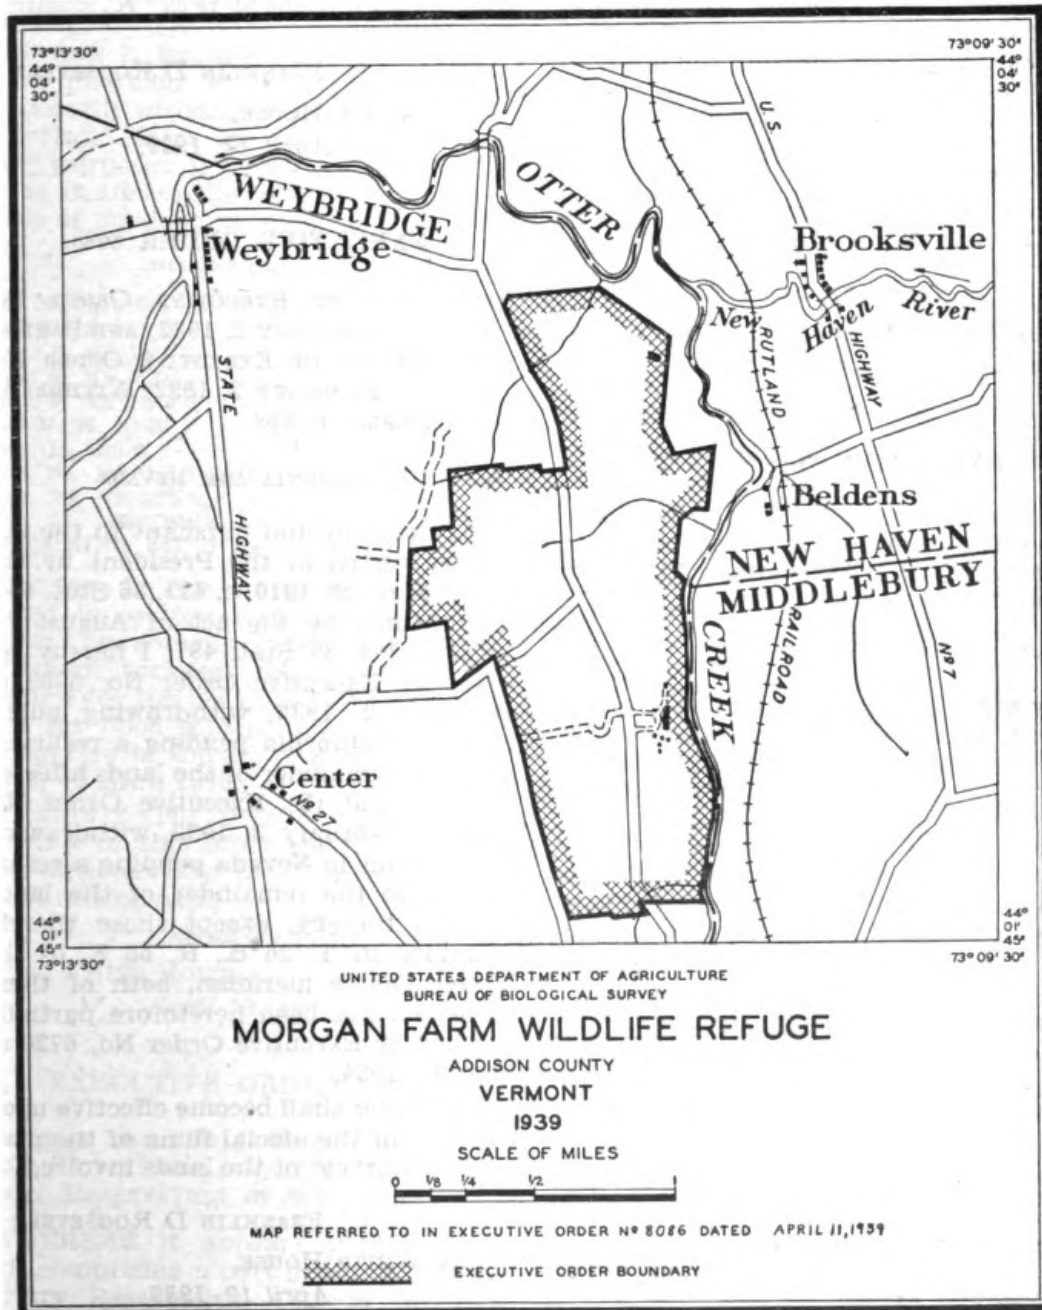 73° 13' 30"
73° 09' 30"
44°
04'
30"
44°
04'
30"
U. S.
WEYBRIDGE
OTTER
Weybridge
Brooksville
New
Haven
River
RUTLAND
HIGHWAY
STATE
Beldens
HIGHWAY
NEW HAVEN
MIDDLEBURY
CREEK
RAILROAD
Nº 7
Center
Nº 27
44°
01'
45"
44°
01'
45"
73° 13' 30"
73° 09' 30"
UNITED STATES DEPARTMENT OF AGRICULTURE
BUREAU OF BIOLOGICAL SURVEY
MORGAN FARM WILDLIFE REFUGE
ADDISON COUNTY
VERMONT
1939
SCALE OF MILES
0 1/8 1/4 1/2 1
MAP REFERRED TO IN EXECUTIVE ORDER Nº 8086 DATED APRIL 11, 1939
EXECUTIVE ORDER BOUNDARY